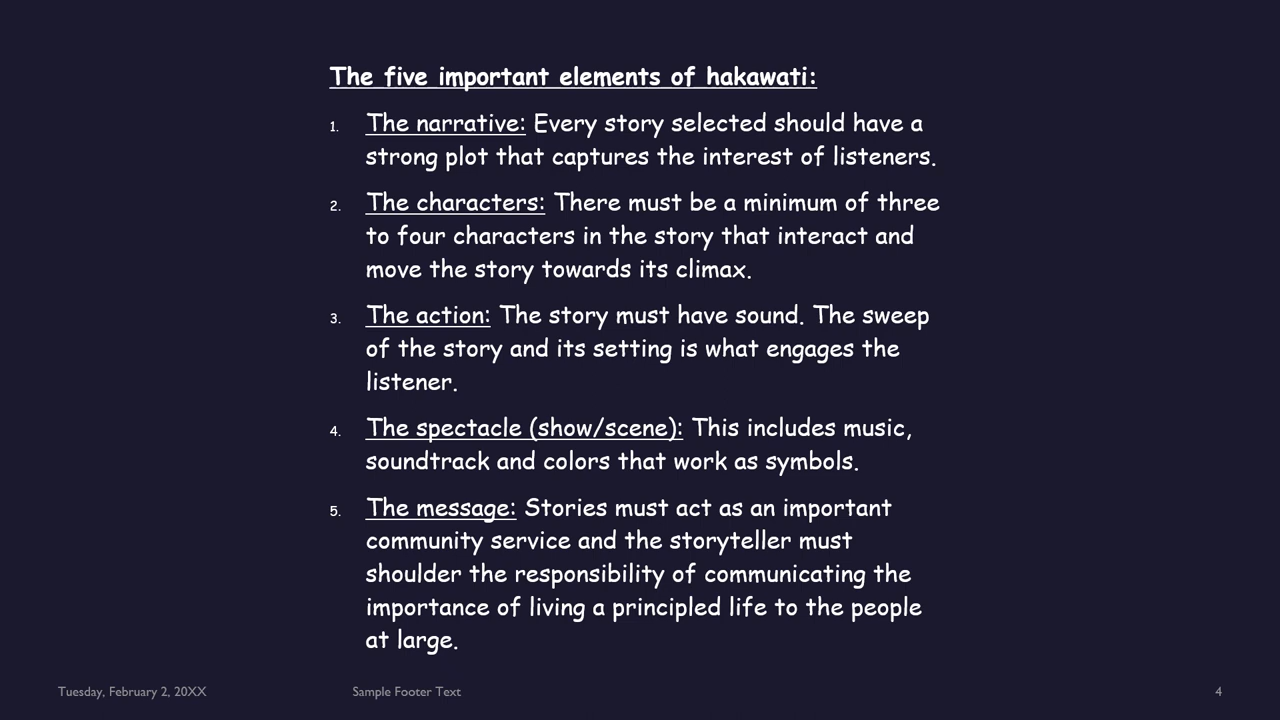 The five important elements of hakawati:
1. The narrative: Every story selected should have a
strong plot that captures the interest of listeners.
2. The characters: There must be a minimum of three
to four characters in the story that interact and
move the story towards its climax.
3. The action: The story must have sound. The sweep
of the story and its setting is what engages the
listener.
4. The spectacle (show/scene): This includes music,
soundtrack and colors that work as symbols.
5. The message: Stories must act as an important
community service and the storyteller must
shoulder the responsibility of communicating the
importance of living a principled life to the people
at large.
Tuesday, February 2, 20XX
Sample Footer Text
4